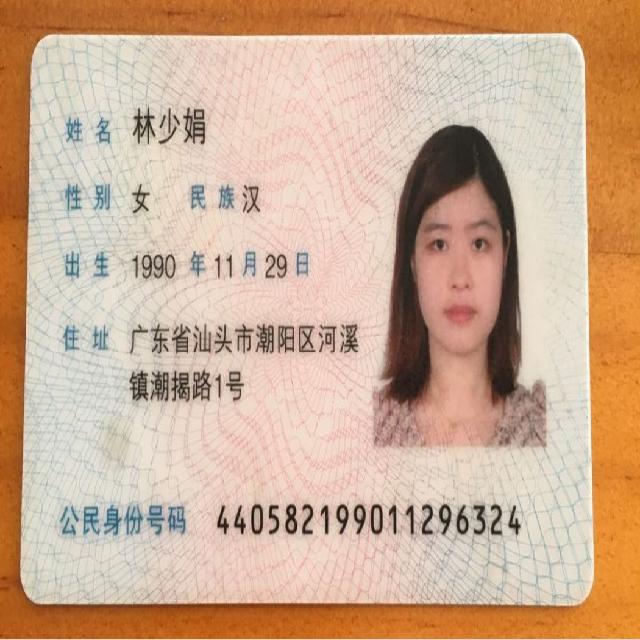 姓名 林少娟
性别 女 民族 汉
出生 1990 年 11 月 29 日
住址 广东省汕头市潮阳区河溪
镇潮揭路1号
公民身份号码 440582199011296324